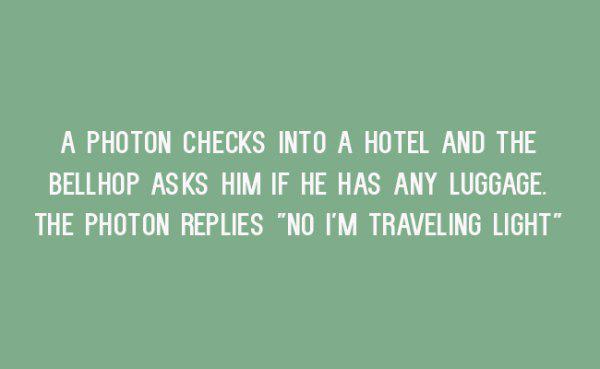 A PHOTON CHECKS INTO A HOTEL AND THE
BELLHOP ASKS HIM IF HE HAS ANY LUGGAGE.
THE PHOTON REPLIES "NO I'M TRAVELING LIGHT"